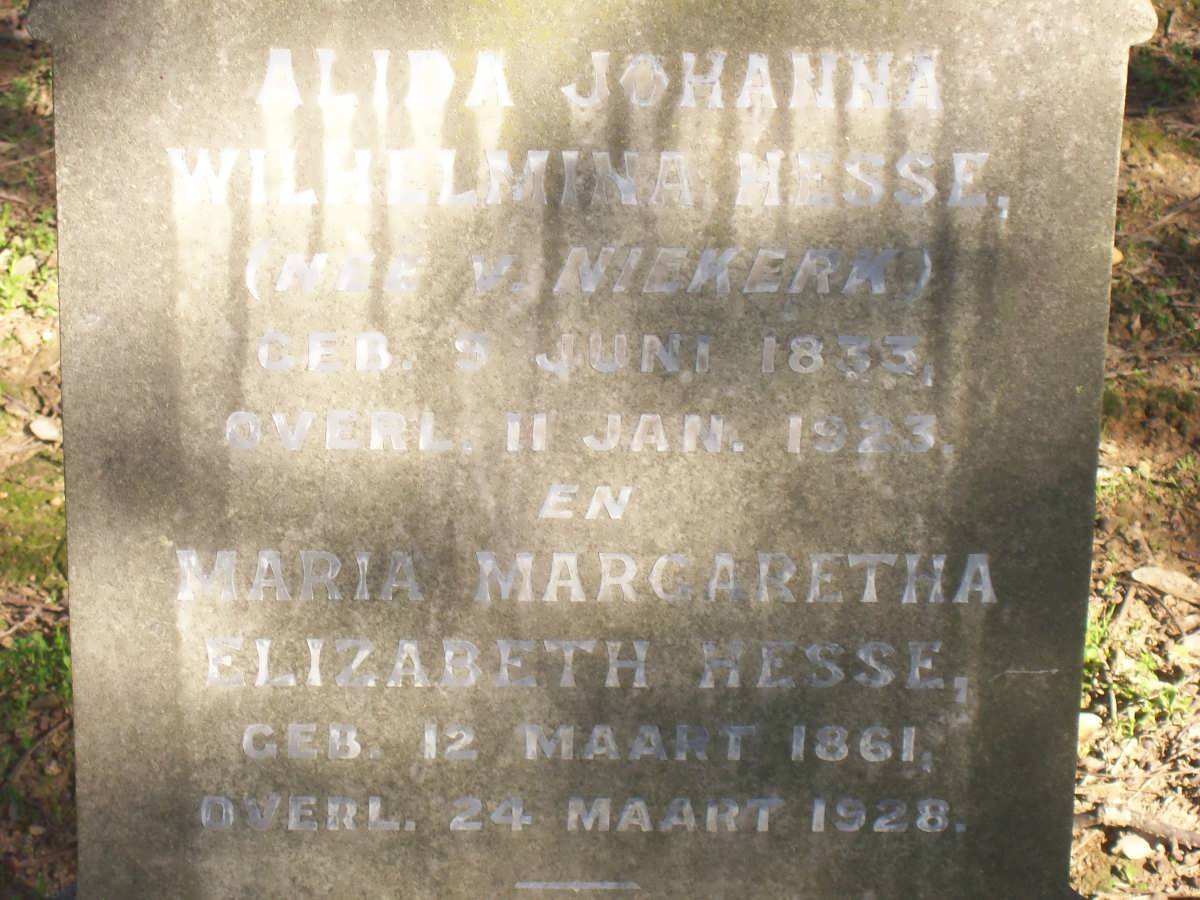 ALIDA JOHANNA
WILHELMINA HESSE,
(NÉE V. NIEKERK)
GEB. 9 JUNI 1833,
OVERL. 11 JAN. 1923.
EN
MARIA MARGARETHA
ELIZABETH HESSE,
GEB. 12 MAART 1861,
OVERL. 24 MAART 1928.